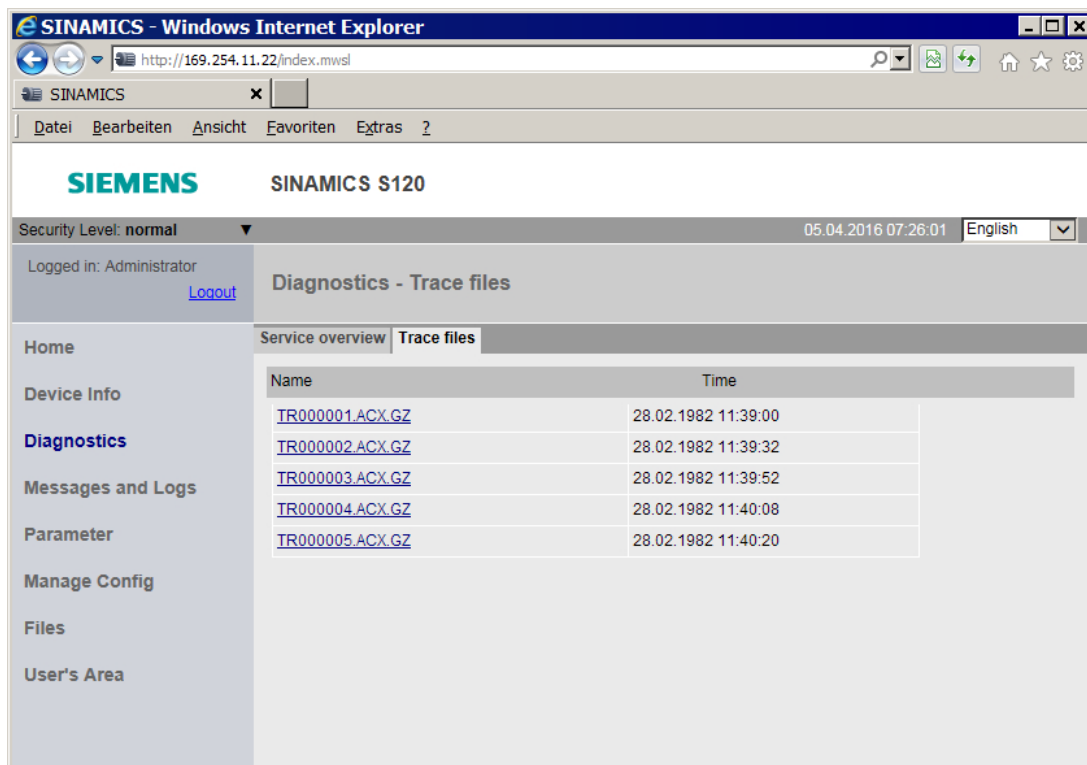 SINAMICS - Windows Internet Explorer
http://169.254.11.22/index.mwsl
SINAMICS
Datei Bearbeiten Ansicht Favoriten Extras ?
SIEMENS SINAMICS S120
Security Level: normal 05.04.2016 07:26:01 English
Logged in: Administrator
Logout
Diagnostics - Trace files
Service overview Trace files
Home
Device Info
Diagnostics
Messages and Logs
Parameter
Manage Config
Files
User's Area
Name Time
TR000001.ACX.GZ 28.02.1982 11:39:00
TR000002.ACX.GZ 28.02.1982 11:39:32
TR000003.ACX.GZ 28.02.1982 11:39:52
TR000004.ACX.GZ 28.02.1982 11:40:08
TR000005.ACX.GZ 28.02.1982 11:40:20